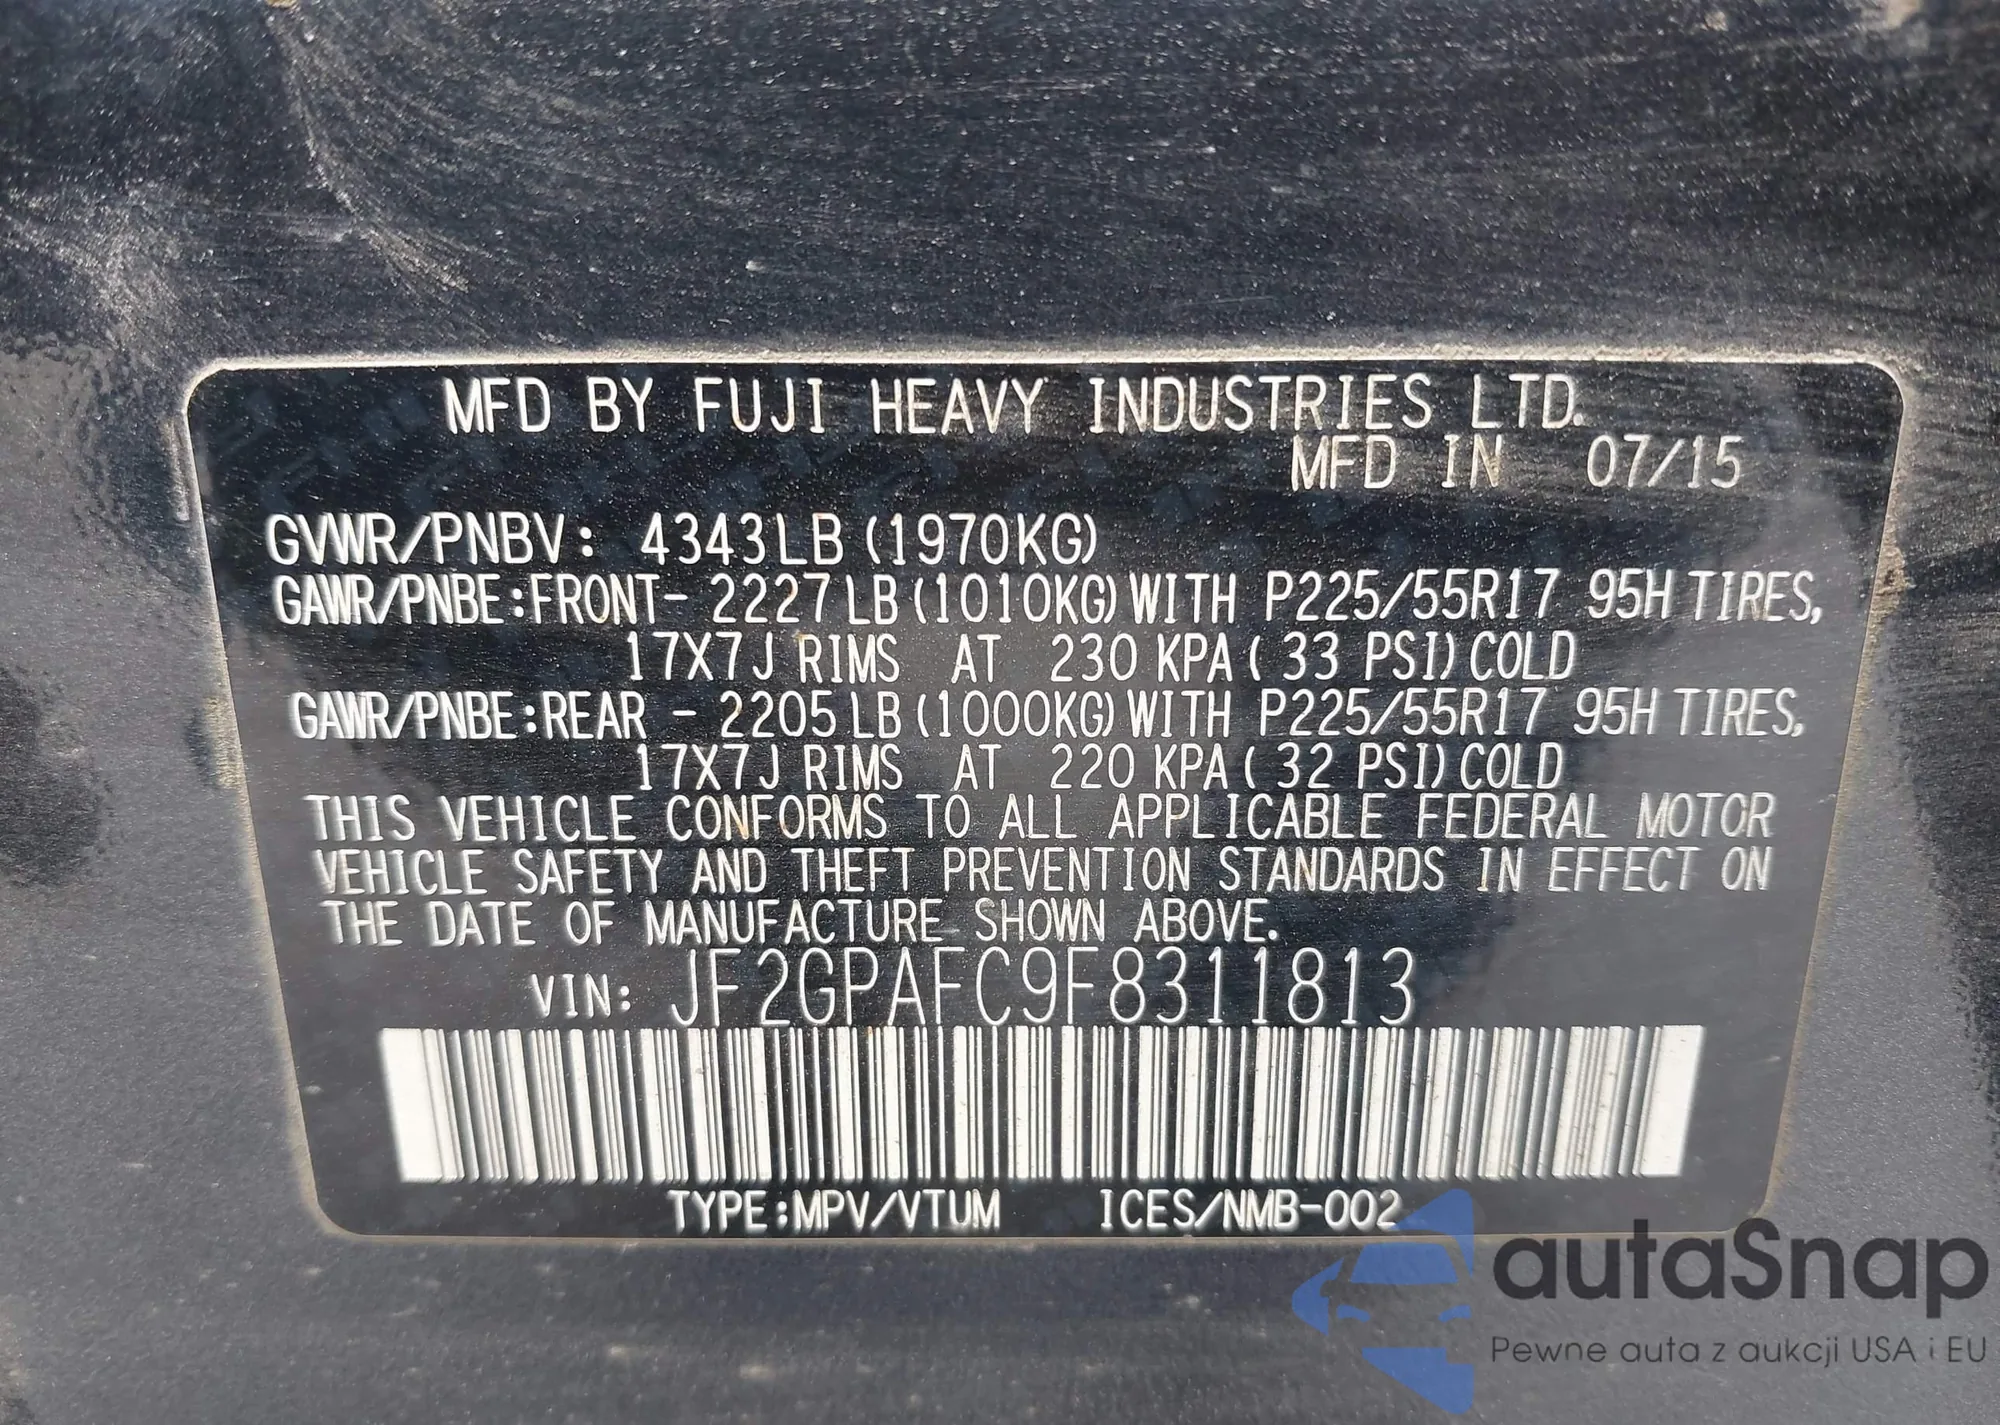 MFD BY FUJI HEAVY INDUSTRIES LTD.
MFD IN 07/15
GVWR/PNBV: 4343LB (1970KG)
GAWR/PNBE:FRONT- 2227LB (1010KG) WITH P225/55R17 95H TIRES,
17X7J RIMS AT 230 KPA ( 33 PSI) COLD
GAWR/PNBE:REAR - 2205LB (1000KG) WITH P225/55R17 95H TIRES,
17X7J RIMS AT 220 KPA ( 32 PSI) COLD
THIS VEHICLE CONFORMS TO ALL APPLICABLE FEDERAL MOTOR
VEHICLE SAFETY AND THEFT PREVENTION STANDARDS IN EFFECT ON
THE DATE OF MANUFACTURE SHOWN ABOVE.
VIN: JF2GPAFC9F8311813
TYPE:MPV/VTUM ICES/NMB-002
autaSnap
Pewne auta z aukcji USA i EU